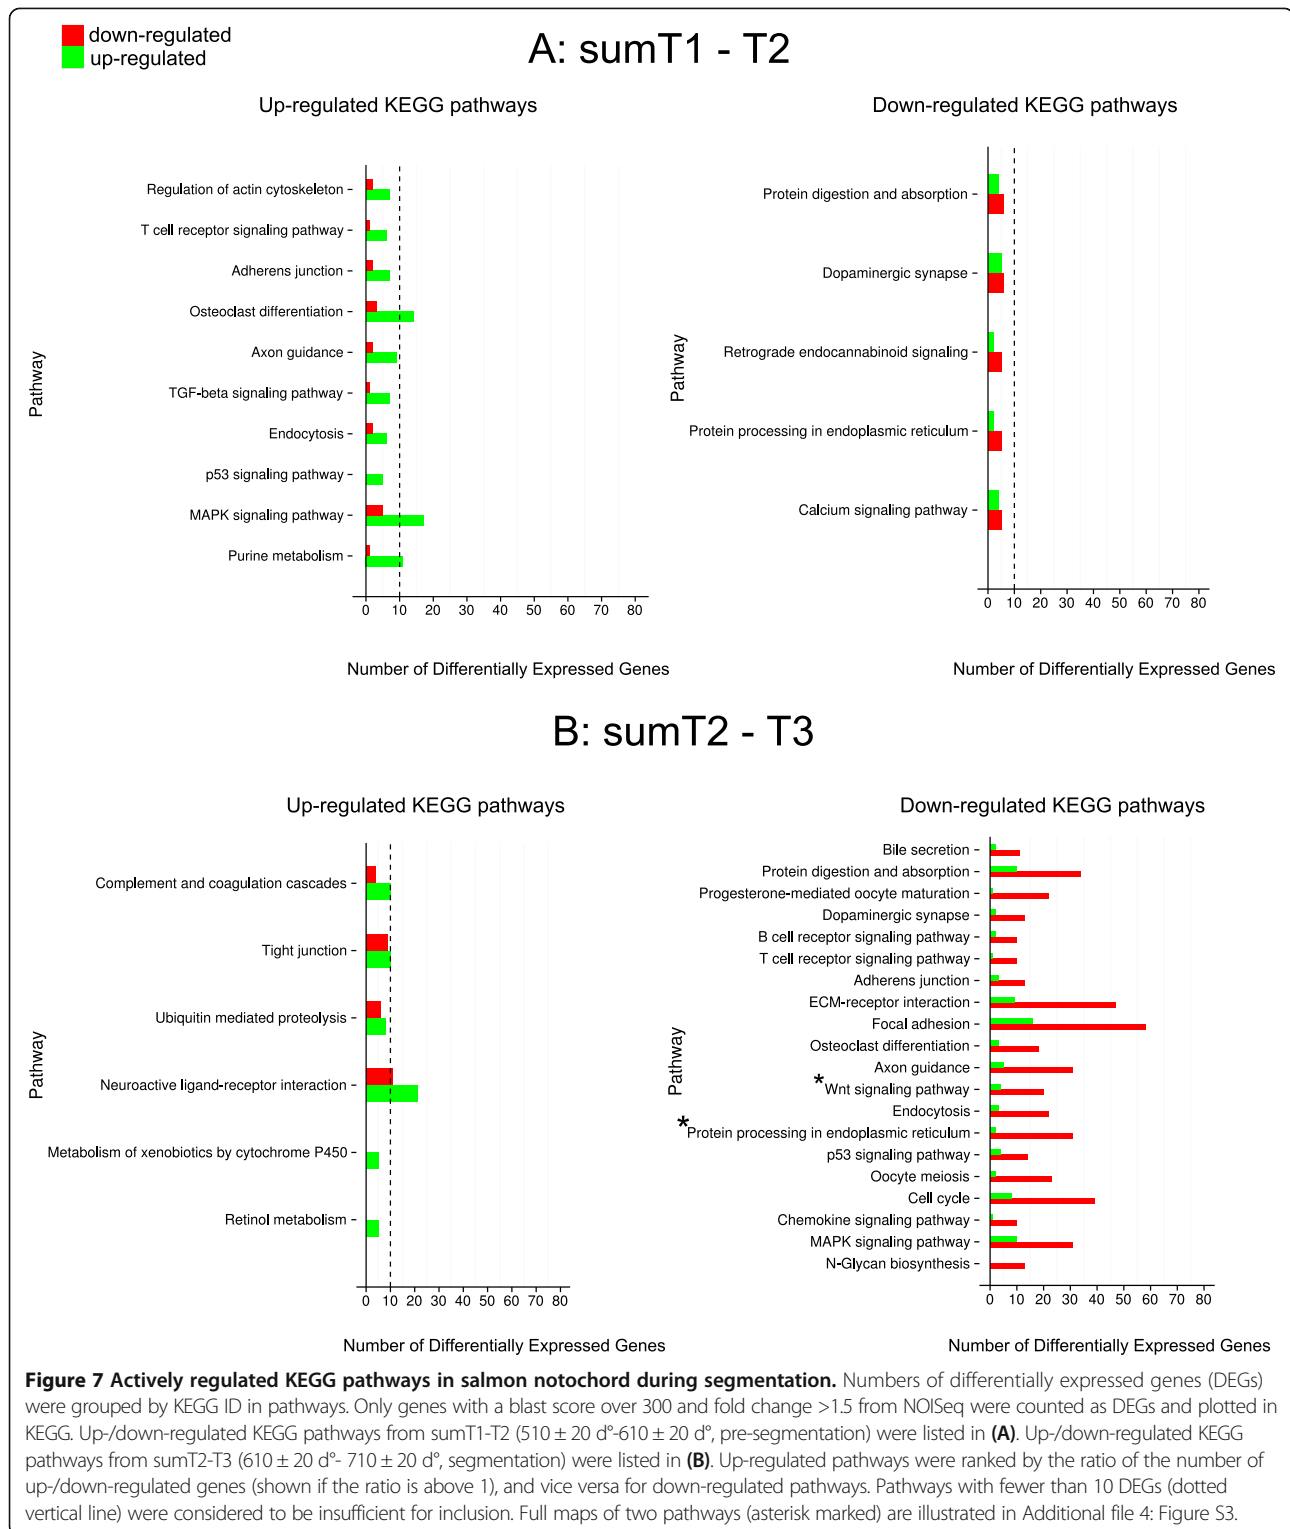 down-regulated
up-regulated
A: sumT1 - T2
Up-regulated KEGG pathways
Pathway
Regulation of actin cytoskeleton
T cell receptor signaling pathway
Adherens junction
Osteoclast differentiation
Axon guidance
TGF-beta signaling pathway
Endocytosis
p53 signaling pathway
MAPK signaling pathway
Purine metabolism
0 10 20 30 40 50 60 70 80
Number of Differentially Expressed Genes
Down-regulated KEGG pathways
Pathway
Protein digestion and absorption
Dopaminergic synapse
Retrograde endocannabinoid signaling
Protein processing in endoplasmic reticulum
Calcium signaling pathway
0 10 20 30 40 50 60 70 80
Number of Differentially Expressed Genes
B: sumT2 - T3
Up-regulated KEGG pathways
Pathway
Complement and coagulation cascades
Tight junction
Ubiquitin mediated proteolysis
Neuroactive ligand-receptor interaction
Metabolism of xenobiotics by cytochrome P450
Retinol metabolism
0 10 20 30 40 50 60 70 80
Number of Differentially Expressed Genes
Down-regulated KEGG pathways
Pathway
Bile secretion
Protein digestion and absorption
Progesterone-mediated oocyte maturation
Dopaminergic synapse
B cell receptor signaling pathway
T cell receptor signaling pathway
Adherens junction
ECM-receptor interaction
Focal adhesion
Osteoclast differentiation
Axon guidance
*Wnt signaling pathway
Endocytosis
*Protein processing in endoplasmic reticulum
p53 signaling pathway
Oocyte meiosis
Cell cycle
Chemokine signaling pathway
MAPK signaling pathway
N-Glycan biosynthesis
0 10 20 30 40 50 60 70 80
Number of Differentially Expressed Genes
Figure 7 Actively regulated KEGG pathways in salmon notochord during segmentation. Numbers of differentially expressed genes (DEGs)
were grouped by KEGG ID in pathways. Only genes with a blast score over 300 and fold change >1.5 from NOISeq were counted as DEGs and plotted in
KEGG. Up-/down-regulated KEGG pathways from sumT1-T2 (510 ± 20 d°-610 ± 20 d°, pre-segmentation) were listed in (A). Up-/down-regulated KEGG
pathways from sumT2-T3 (610 ± 20 d°- 710 ± 20 d°, segmentation) were listed in (B). Up-regulated pathways were ranked by the ratio of the number of
up-/down-regulated genes (shown if the ratio is above 1), and vice versa for down-regulated pathways. Pathways with fewer than 10 DEGs (dotted
vertical line) were considered to be insufficient for inclusion. Full maps of two pathways (asterisk marked) are illustrated in Additional file 4: Figure S3.